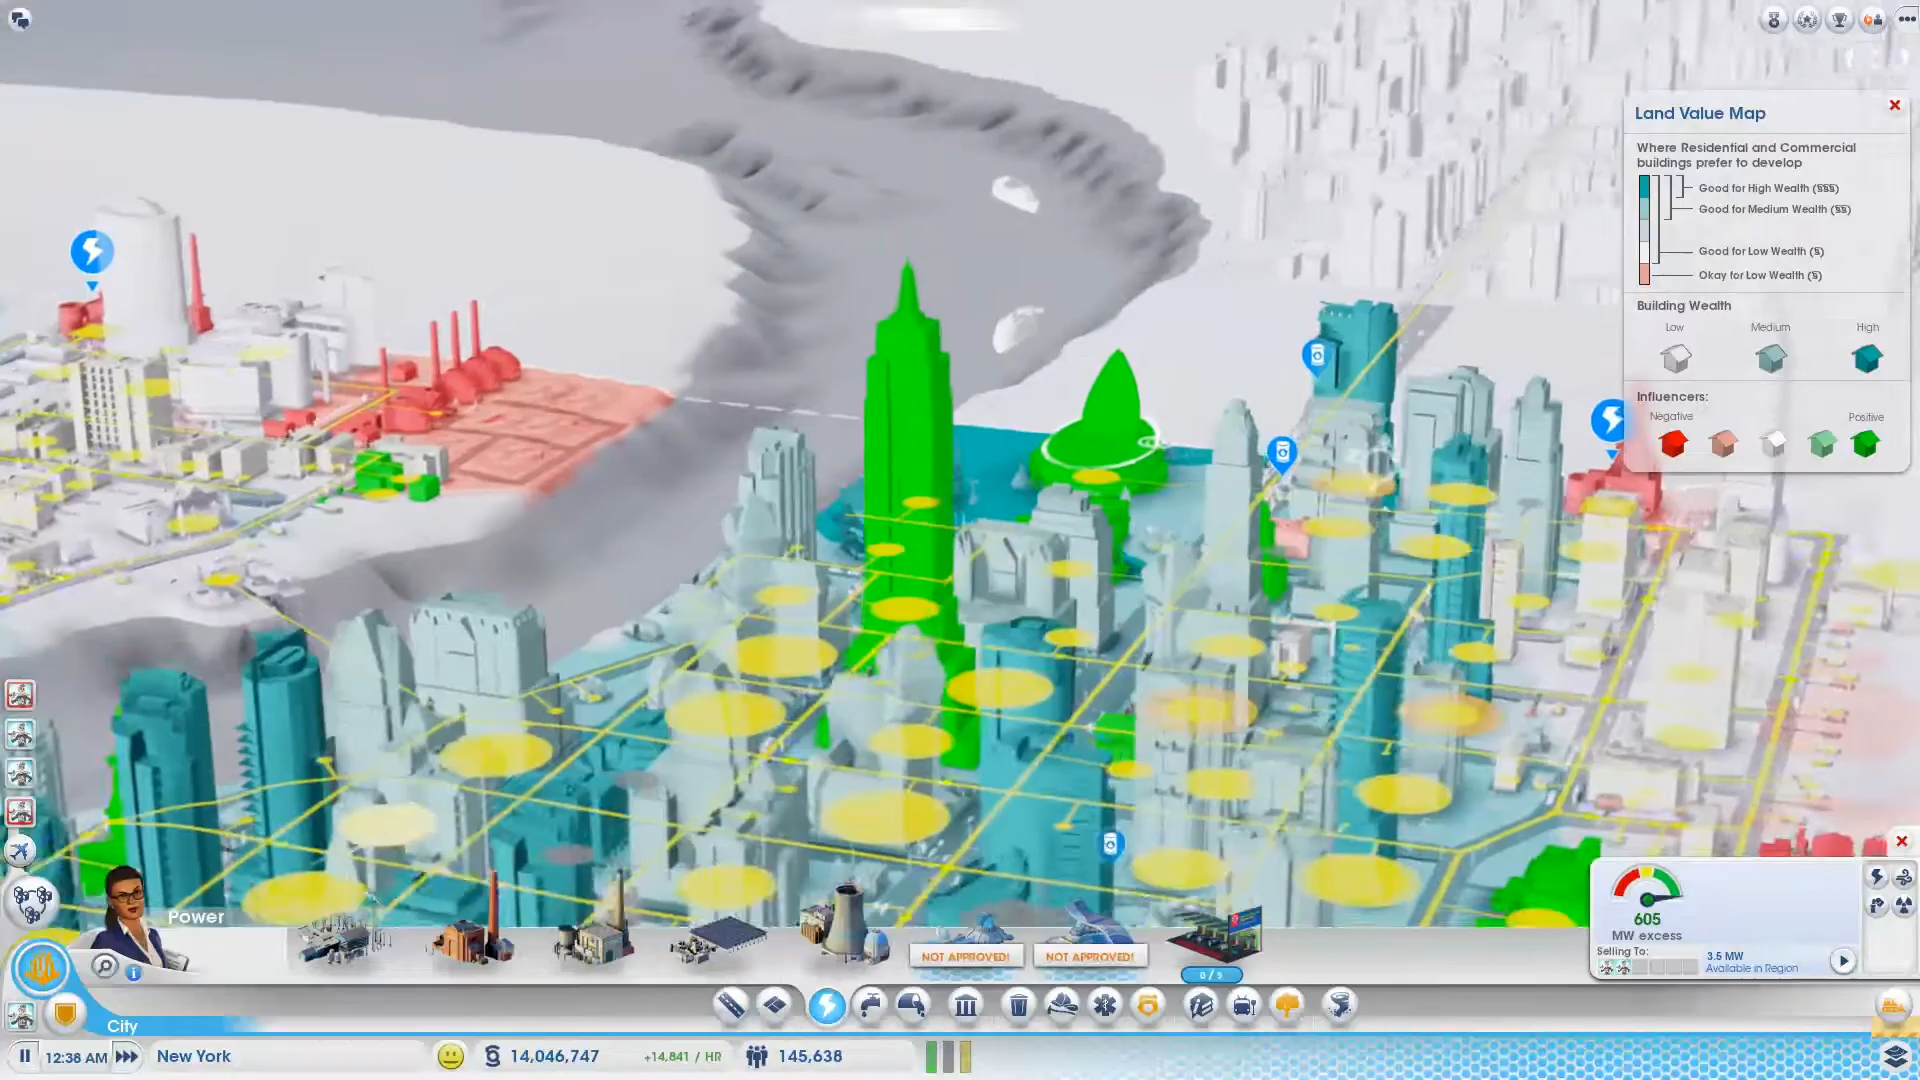 Land Value Map
Where Residential and Commercial
buildings prefer to develop
Good for High Wealth (§§§)
Good for Medium Wealth (§§)
Good for Low Wealth (§)
Okay for Low Wealth (§)
Building Wealth
Low Medium High
Influencers:
Negative Positive
Power
NOT APPROVED! NOT APPROVED!
0 / 5
605
MW excess
Selling To:
3.5 MW
Available in Region
City
12:38 AM New York 14,046,747 +14,841 / HR 145,638